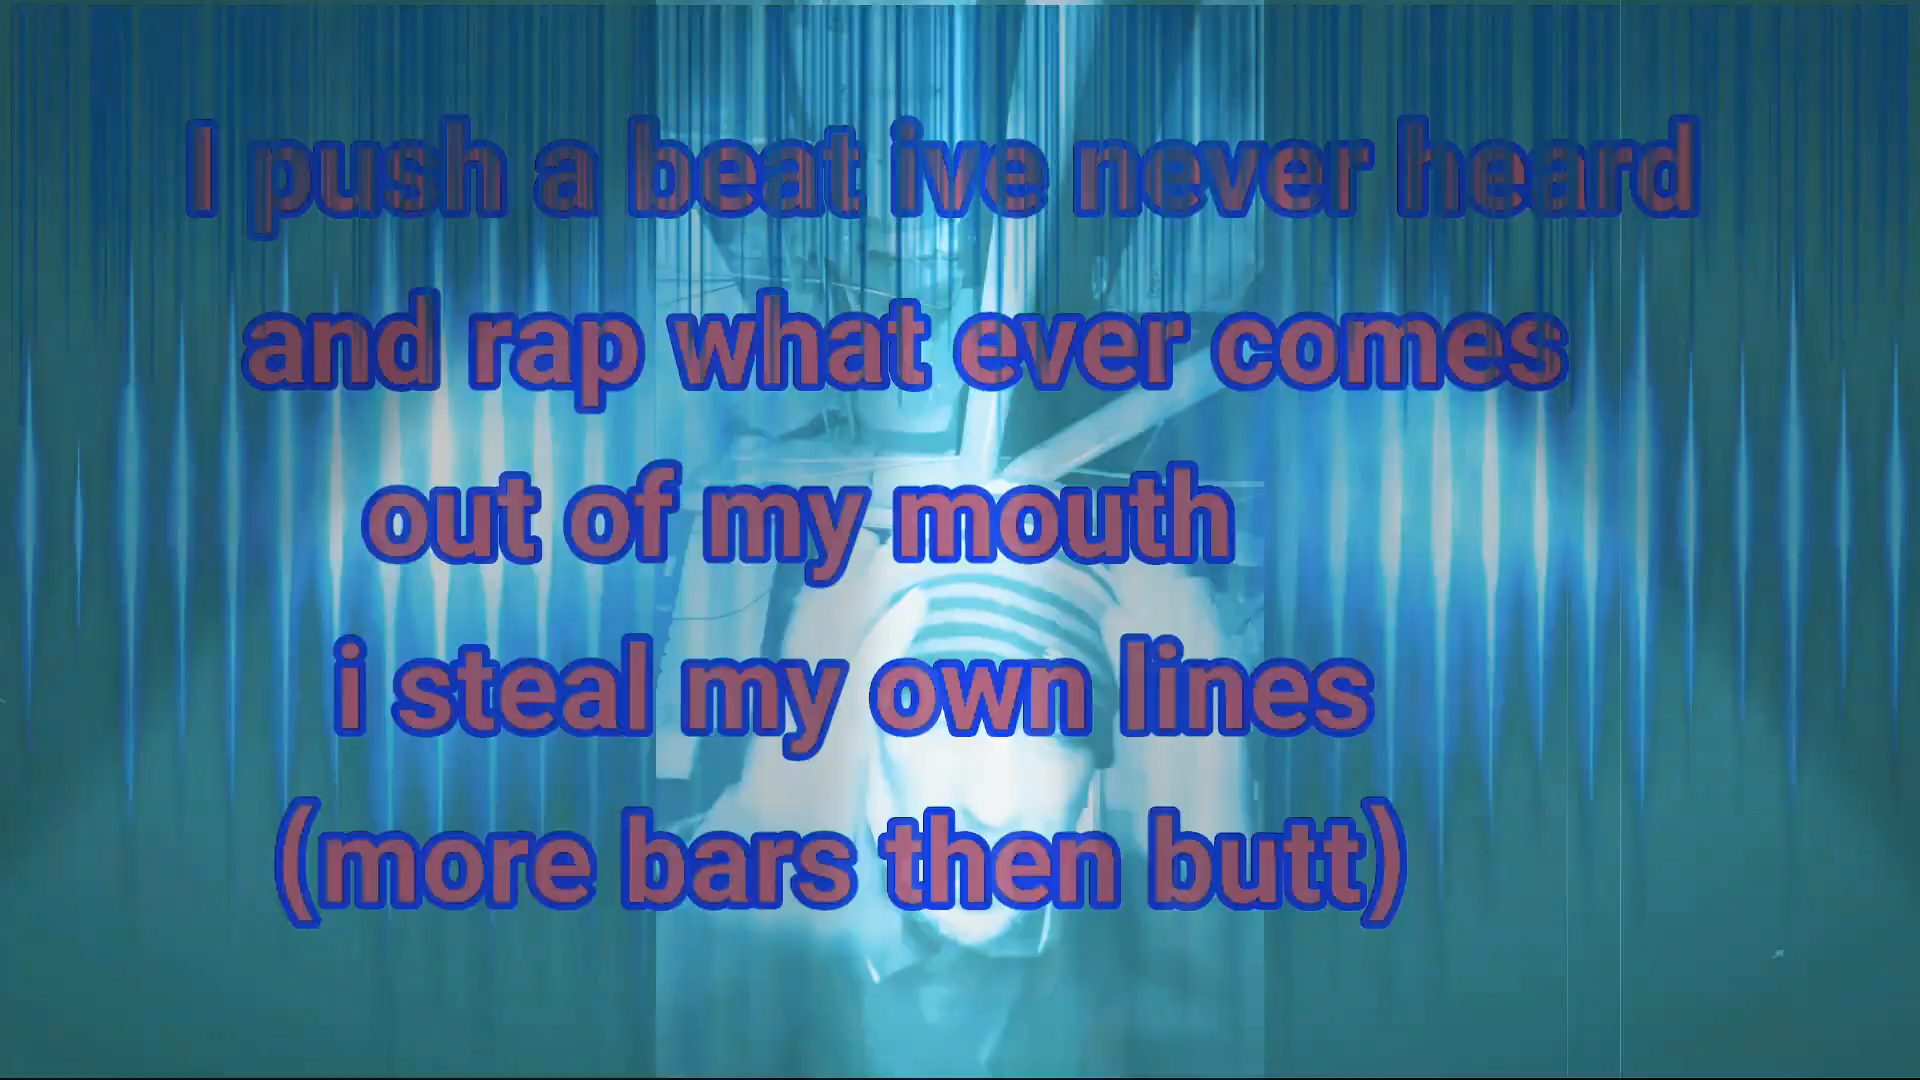 I push a beat ive never heard
and rap what ever comes
out of my mouth
i steal my own lines
(more bars then butt)